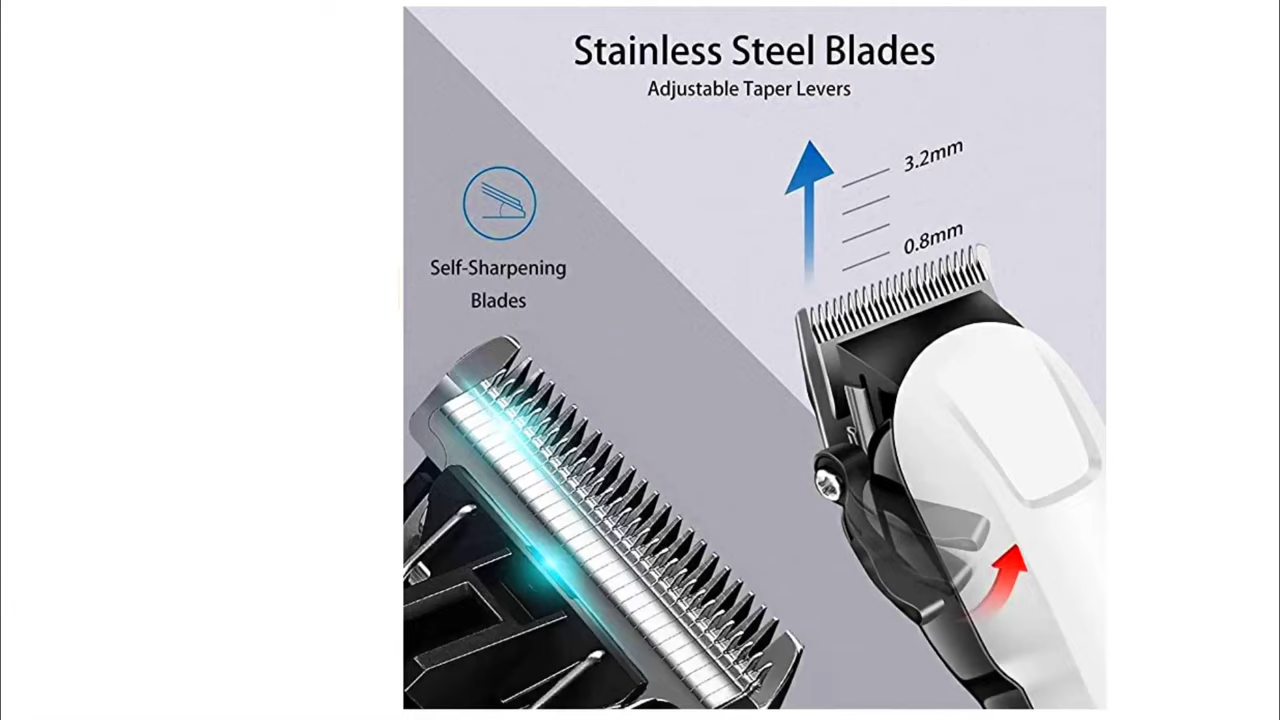 Stainless Steel Blades
Adjustable Taper Levers
3.2mm
0.8mm
Self-Sharpening
Blades